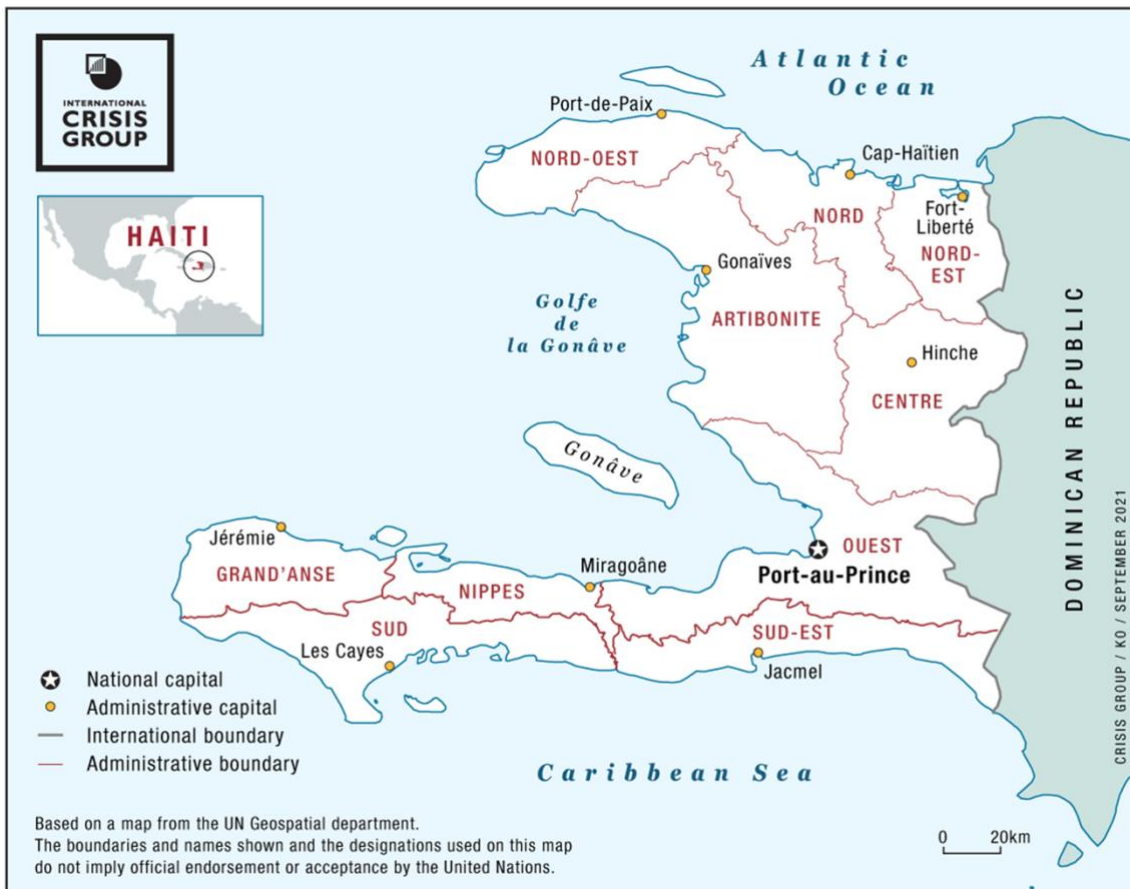 INTERNATIONAL
CRISIS
GROUP
HAITI
Atlantic
Ocean
Port-de-Paix
NORD-OEST
Cap-Haïtien
NORD
Fort-
Liberté
NORD-
EST
Gonaïves
Golfe
de
la Gonâve
ARTIBONITE
Hinche
CENTRE
Gonâve
DOMINICAN REPUBLIC
Jérémie
GRAND'ANSE
NIPPES
Miragoâne
OUEST
Port-au-Prince
SUD
SUD-EST
Les Cayes
Jacmel
National capital
Administrative capital
International boundary
Administrative boundary
Caribbean Sea
Based on a map from the UN Geospatial department.
The boundaries and names shown and the designations used on this map
do not imply official endorsement or acceptance by the United Nations.
0 20km
CRISIS GROUP / KO / SEPTEMBER 2021